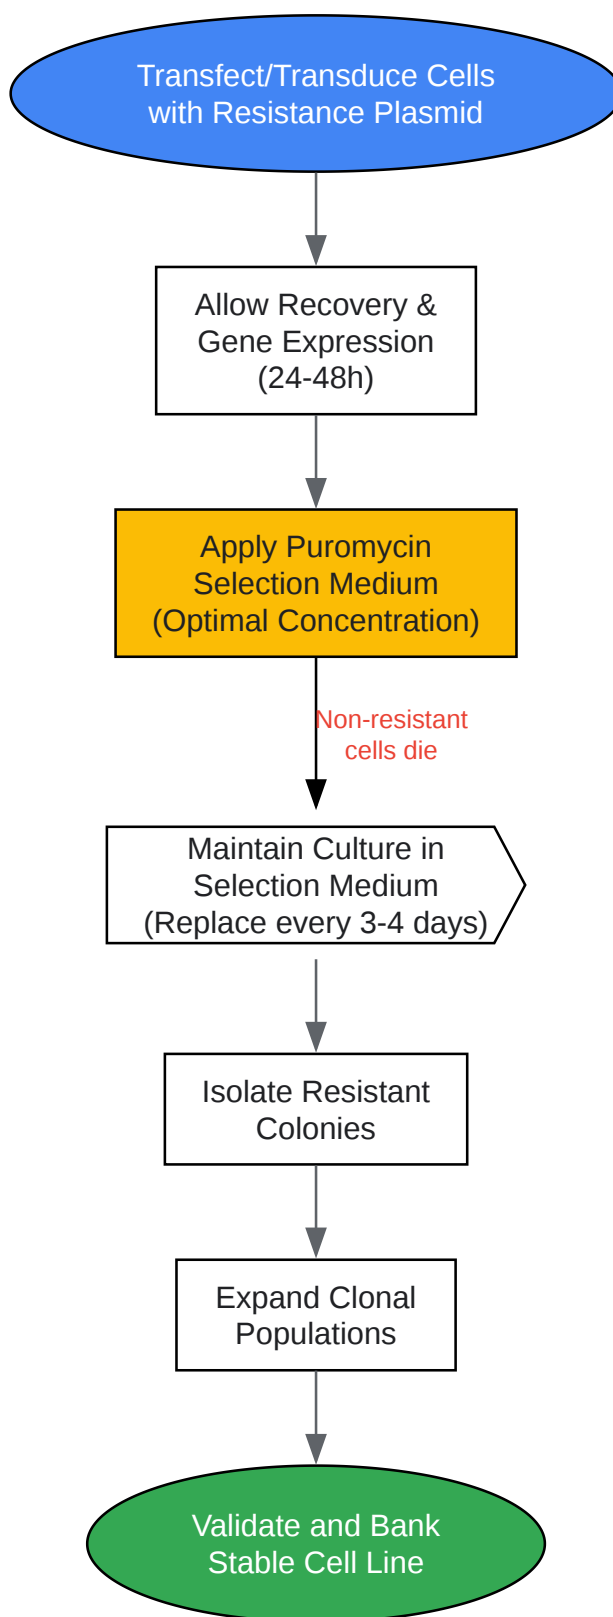 Transfect/Transduce Cells
with Resistance Plasmid
Allow Recovery &
Gene Expression
(24-48h)
Apply Puromycin
Selection Medium
(Optimal Concentration)
Non-resistant
cells die
Maintain Culture in
Selection Medium
(Replace every 3-4 days)
Isolate Resistant
Colonies
Expand Clonal
Populations
Validate and Bank
Stable Cell Line